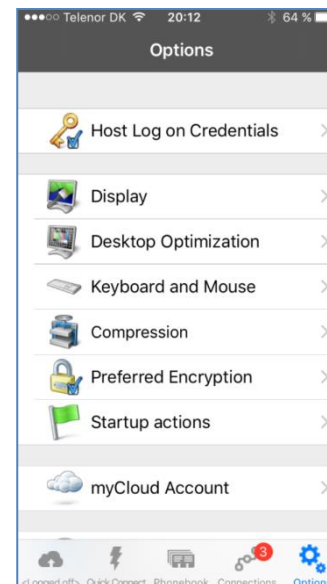 Telenor DK 20:12 64 %
Options
Host Log on Credentials
Display
Desktop Optimization
Keyboard and Mouse
Compression
Preferred Encryption
Startup actions
myCloud Account
3
<Logged off> Quick Connect Phonebook Connections Option